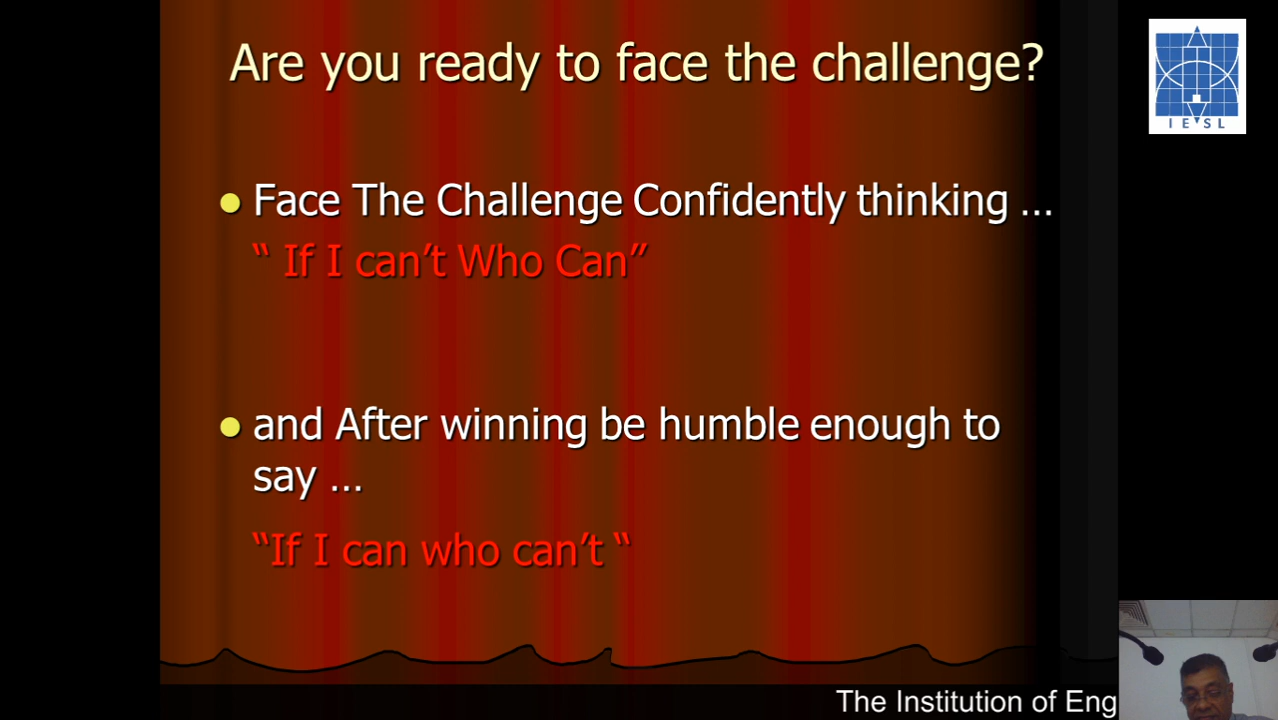 Are you ready to face the challenge?
IESL
● Face The Challenge Confidently thinking …
“ If I can’t Who Can”
● and After winning be humble enough to
say …
“If I can who can’t “
The Institution of Eng